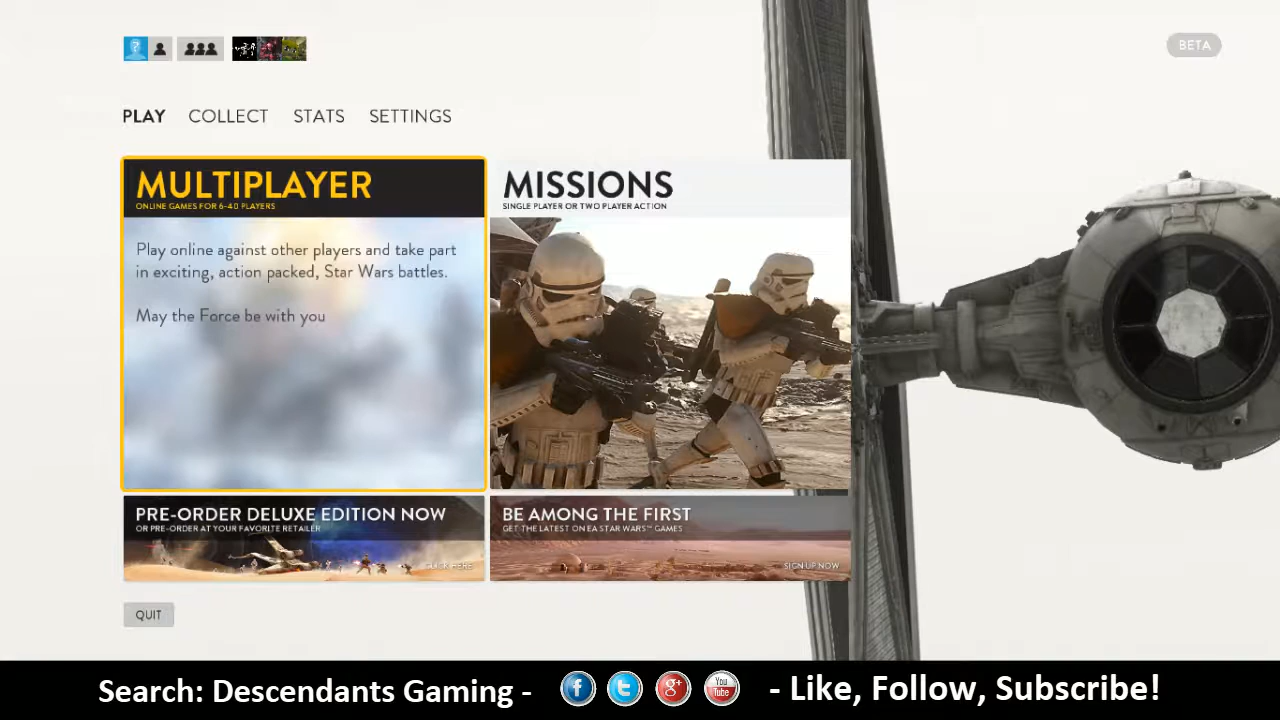 BETA
PLAY COLLECT STATS SETTINGS
MULTIPLAYER
ONLINE GAMES FOR 6-40 PLAYERS
Play online against other players and take part
in exciting, action packed, Star Wars battles.
May the Force be with you
MISSIONS
SINGLE PLAYER OR TWO PLAYER ACTION
PRE-ORDER DELUXE EDITION NOW
OR PRE-ORDER AT YOUR FAVORITE RETAILER
CLICK HERE
BE AMONG THE FIRST
GET THE LATEST ON EA STAR WARS™ GAMES
SIGN UP NOW
QUIT
Search: Descendants Gaming - f t g+ You Tube - Like, Follow, Subscribe!